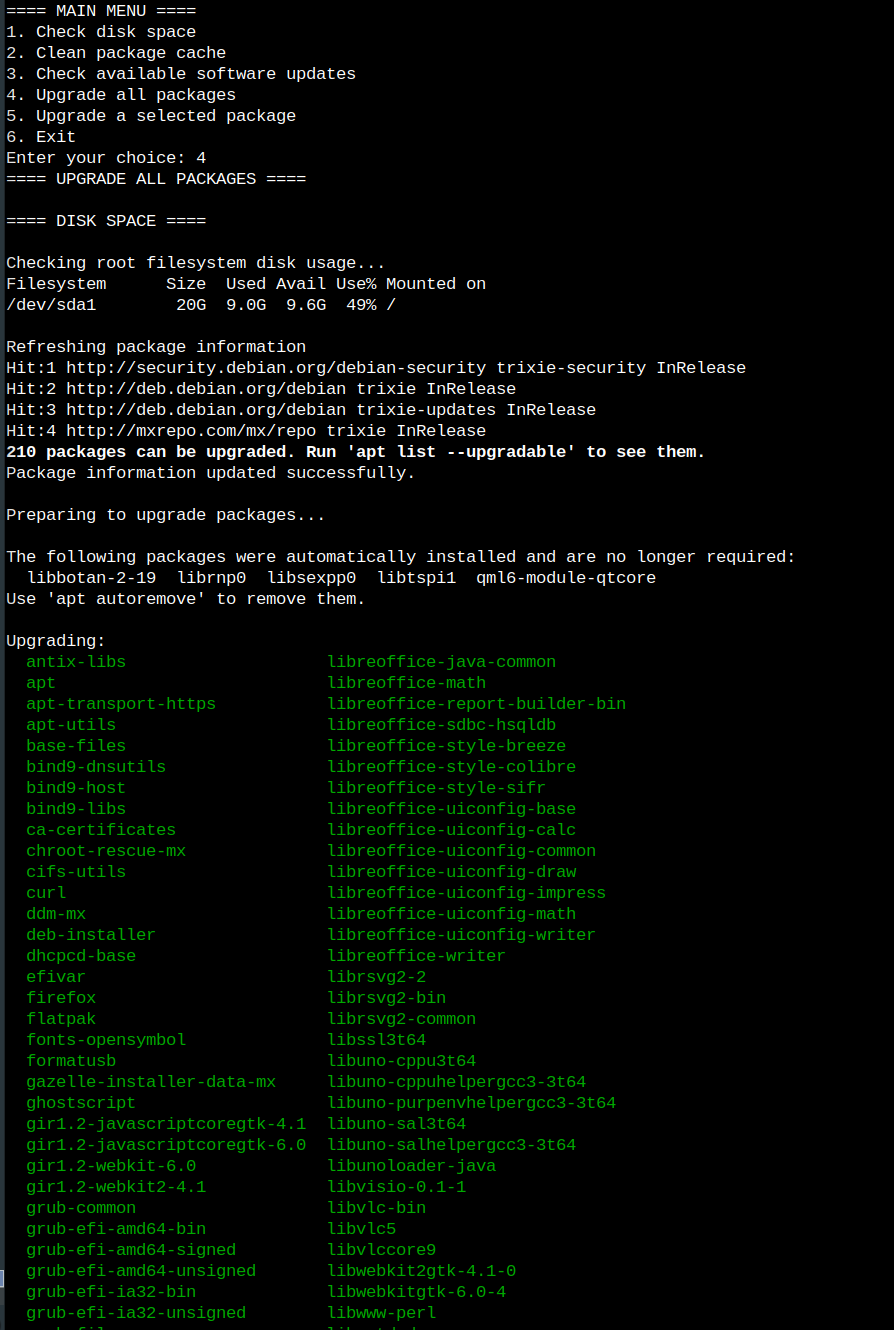 ==== MAIN MENU ====
1. Check disk space
2. Clean package cache
3. Check available software updates
4. Upgrade all packages
5. Upgrade a selected package
6. Exit
Enter your choice: 4
==== UPGRADE ALL PACKAGES ====
==== DISK SPACE ====
Checking root filesystem disk usage...
Filesystem      Size  Used Avail Use% Mounted on
/dev/sda1        20G  9.0G  9.6G  49% /
Refreshing package information
Hit:1 http://security.debian.org/debian-security trixie-security InRelease
Hit:2 http://deb.debian.org/debian trixie InRelease
Hit:3 http://deb.debian.org/debian trixie-updates InRelease
Hit:4 http://mxrepo.com/mx/repo trixie InRelease
210 packages can be upgraded. Run 'apt list --upgradable' to see them.
Package information updated successfully.
Preparing to upgrade packages...
The following packages were automatically installed and are no longer required:
  libbotan-2-19  librnp0  libsexpp0  libtspi1  qml6-module-qtcore
Use 'apt autoremove' to remove them.
Upgrading:
  antix-libs                    libreoffice-java-common
  apt                           libreoffice-math
  apt-transport-https           libreoffice-report-builder-bin
  apt-utils                     libreoffice-sdbc-hsqldb
  base-files                    libreoffice-style-breeze
  bind9-dnsutils                libreoffice-style-colibre
  bind9-host                    libreoffice-style-sifr
  bind9-libs                    libreoffice-uiconfig-base
  ca-certificates               libreoffice-uiconfig-calc
  chroot-rescue-mx              libreoffice-uiconfig-common
  cifs-utils                    libreoffice-uiconfig-draw
  curl                          libreoffice-uiconfig-impress
  ddm-mx                        libreoffice-uiconfig-math
  deb-installer                 libreoffice-uiconfig-writer
  dhcpcd-base                   libreoffice-writer
  efivar                        librsvg2-2
  firefox                       librsvg2-bin
  flatpak                       librsvg2-common
  fonts-opensymbol              libssl3t64
  formatusb                     libuno-cppu3t64
  gazelle-installer-data-mx     libuno-cppuhelpergcc3-3t64
  ghostscript                   libuno-purpenvhelpergcc3-3t64
  gir1.2-javascriptcoregtk-4.1  libuno-sal3t64
  gir1.2-javascriptcoregtk-6.0  libuno-salhelpergcc3-3t64
  gir1.2-webkit-6.0             libunoloader-java
  gir1.2-webkit2-4.1            libvisio-0.1-1
  grub-common                   libvlc-bin
  grub-efi-amd64-bin            libvlc5
  grub-efi-amd64-signed         libvlccore9
  grub-efi-amd64-unsigned       libwebkit2gtk-4.1-0
  grub-efi-ia32-bin             libwebkitgtk-6.0-4
  grub-efi-ia32-unsigned        libwww-perl